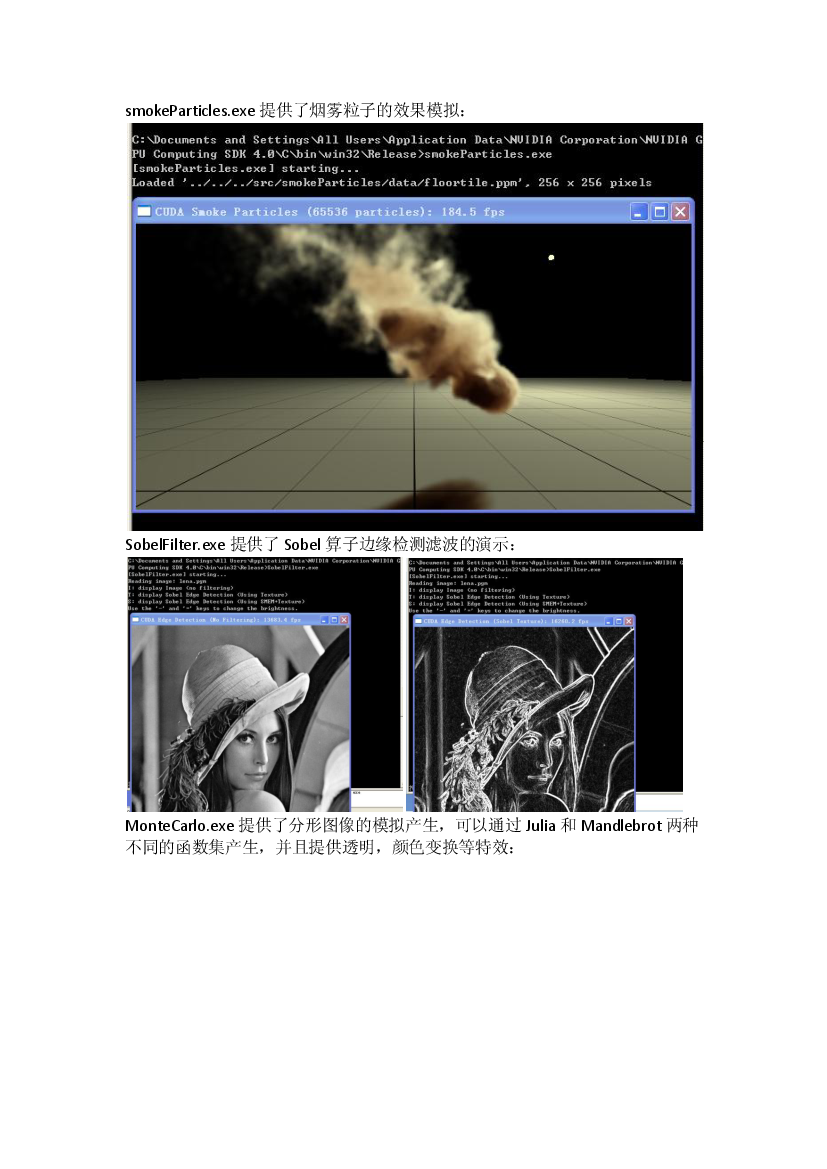 smokeParticles.exe 提供了烟雾粒子的效果模拟：
C:\Documents and Settings\All Users\Application Data\NVIDIA Corporation\NVIDIA G
PU Computing SDK 4.0\C\bin\win32\Release>smokeParticles.exe
[smokeParticles.exe] starting...
Loaded '../../../src/smokeParticles/data/floortile.ppm', 256 x 256 pixels
CUDA Smoke Particles (65536 particles): 184.5 fps
SobelFilter.exe 提供了 Sobel 算子边缘检测滤波的演示：
C:\Documents and Settings\All Users\Application Data\NVIDIA Corporation\NVIDIA G
PU Computing SDK 4.0\C\bin\win32\Release>SobelFilter.exe
[SobelFilter.exe] starting...
Reading image: lena.pgm
I: display Image (no filtering)
T: display Sobel Edge Detection (Using Texture)
S: display Sobel Edge Detection (Using SMEM+Texture)
Use the '-' and '=' keys to change the brightness.
CUDA Edge Detection (No Filtering): 13683.4 fps
C:\Documents and Settings\All Users\Application Data\NVIDIA Corporation\NVIDIA G
PU Computing SDK 4.0\C\bin\win32\Release>SobelFilter.exe
[SobelFilter.exe] starting...
Reading image: lena.pgm
I: display Image (no filtering)
T: display Sobel Edge Detection (Using Texture)
S: display Sobel Edge Detection (Using SMEM+Texture)
Use the '-' and '=' keys to change the brightness.
CUDA Edge Detection (Sobel Texture): fps
MonteCarlo.exe 提供了分形图像的模拟产生，可以通过 Julia 和 Mandlebrot 两种
不同的函数集产生，并且提供透明，颜色变换等特效：